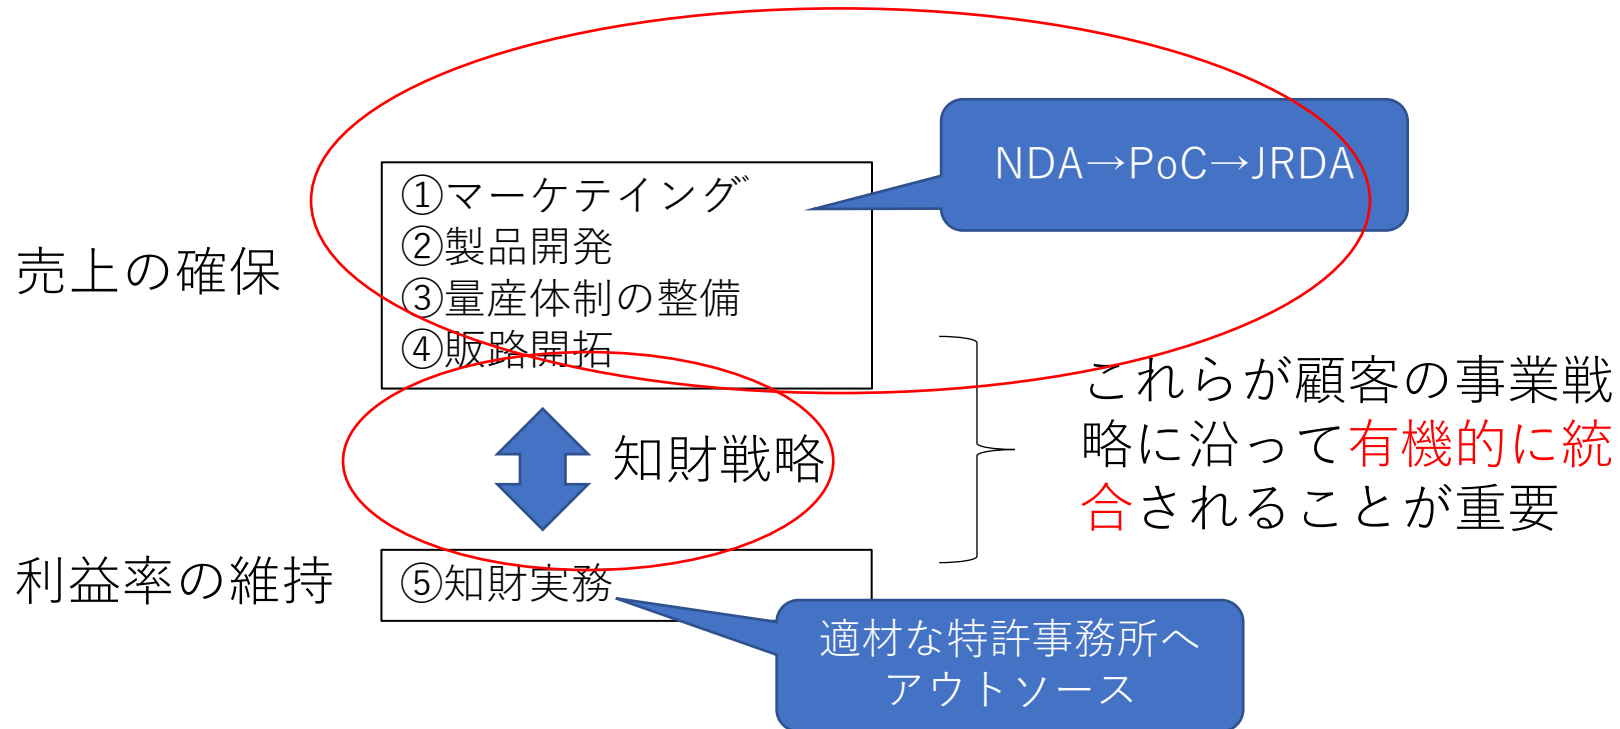 NDA→PoC→JRDA
①マーケテイング
②製品開発
③量産体制の整備
④販路開拓
売上の確保
これらが顧客の事業戦
略に沿って有機的に統
合されることが重要
知財戦略
利益率の維持
⑤知財実務
適材な特許事務所へ
アウトソース